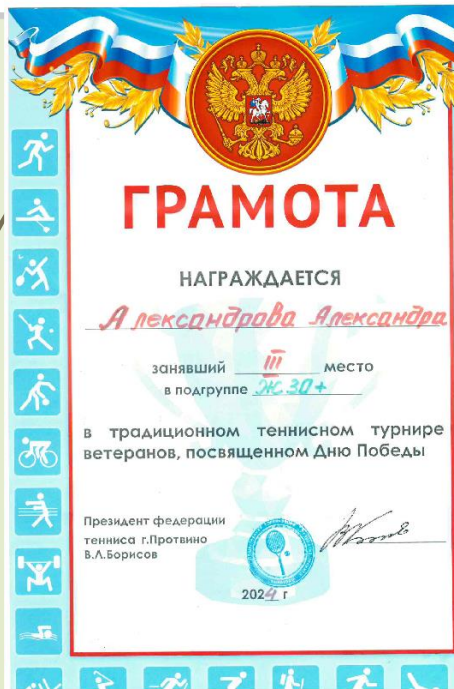 ГРАМОТА
НАГРАЖДАЕТСЯ
Александрова Александра
занявший III место
в подгруппе Ж 30+
в традиционном теннисном турнире
ветеранов, посвященном Дню Победы
Президент федерации
тенниса г.Протвино
В.Л.Борисов
2024 г